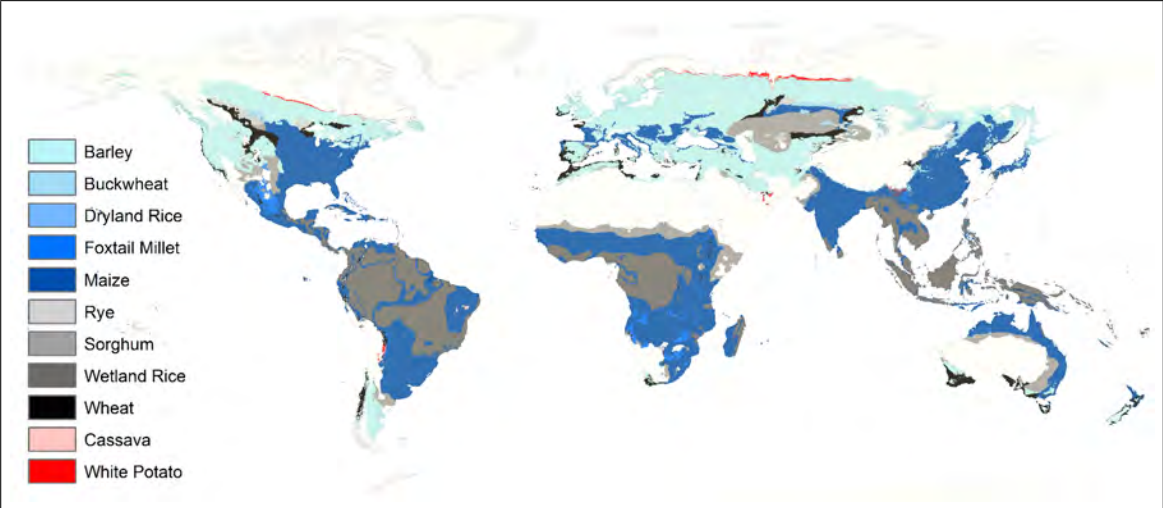 Barley
Buckwheat
Dryland Rice
Foxtail Millet
Maize
Rye
Sorghum
Wetland Rice
Wheat
Cassava
White Potato